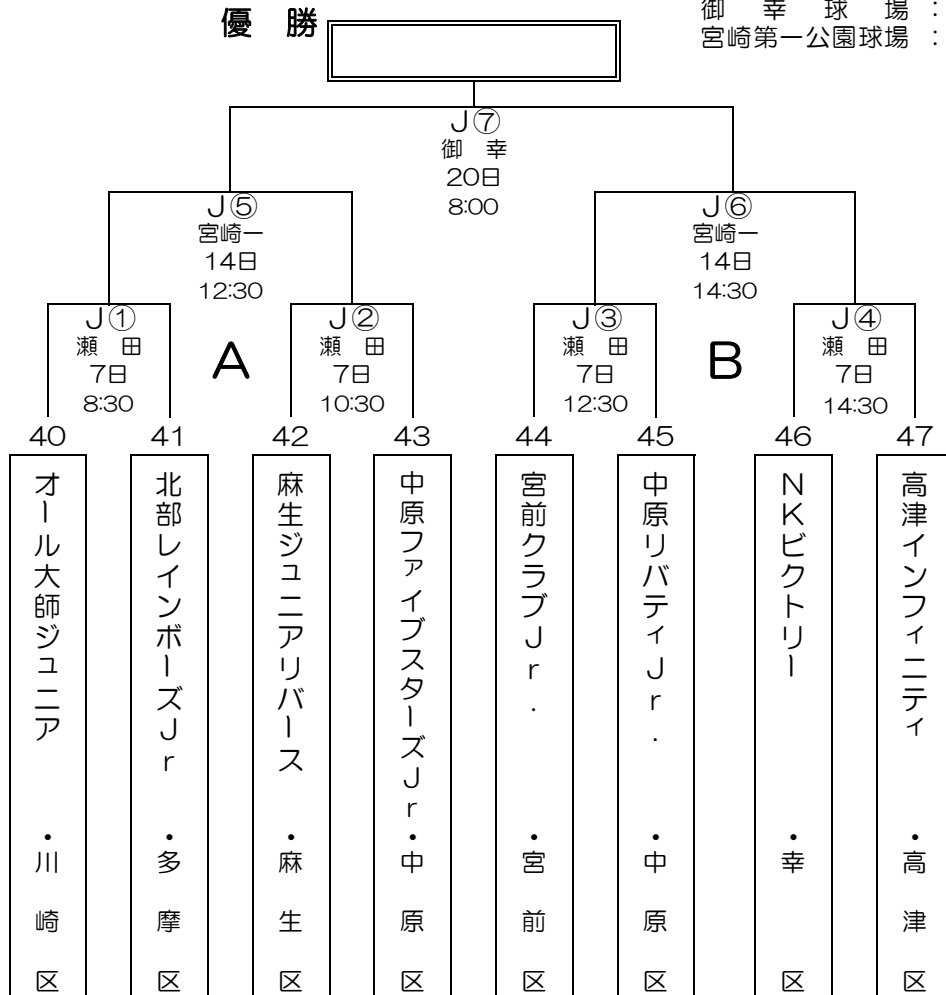 優 勝
御 幸 球 場 ：
宮崎第一公園球場 ：
J⑦
御 幸
20日
8:00
J⑤
宮崎一
14日
12:30
J⑥
宮崎一
14日
14:30
J①
瀬 田
7日
8:30
A
J②
瀬 田
7日
10:30
J③
瀬 田
7日
12:30
B
J④
瀬 田
7日
14:30
40
41
42
43
44
45
46
47
オール大師ジュニア ・川 崎 区
北部レインボーズJr ・多 摩 区
麻生ジュニアリバース ・麻 生 区
中原ファイブスターズJr・中 原 区
宮前クラブJr. ・宮 前 区
中原リバティJr. ・中 原 区
NKビクトリー ・幸 区
高津インフィニティ ・高 津 区